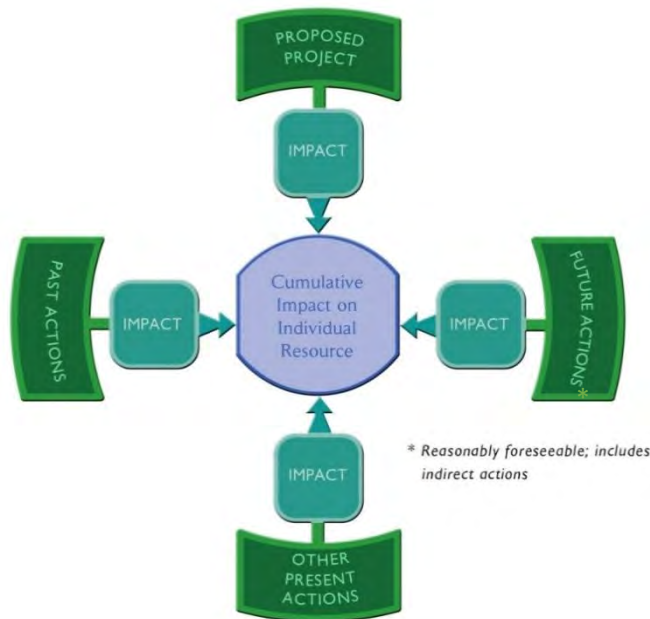 PROPOSED
PROJECT
IMPACT
PAST ACTIONS
IMPACT
Cumulative
Impact on
Individual
Resource
IMPACT
FUTURE ACTIONS*
* Reasonably foreseeable; includes
indirect actions
IMPACT
OTHER
PRESENT
ACTIONS